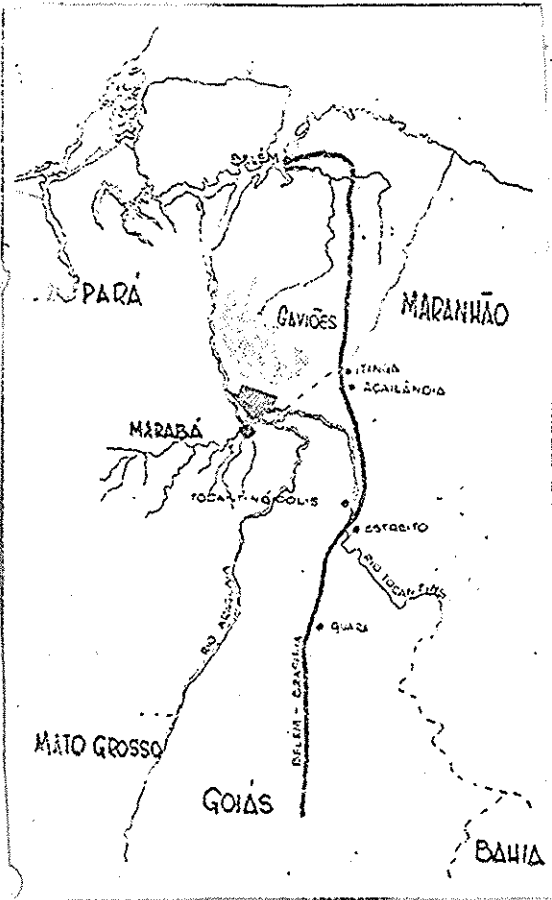 BELÉM
PARÁ
GAVIÕES
MARANHÃO
ITINGA
AÇAILÂNDIA
MARABÁ
TOCANTINÓPOLIS
ESTREITO
RIO TOCANTINS
RIO ARAGUAIA
GUARÁ
BELÉM - BRASÍLIA
MATO GROSSO
GOIÁS
BAHIA